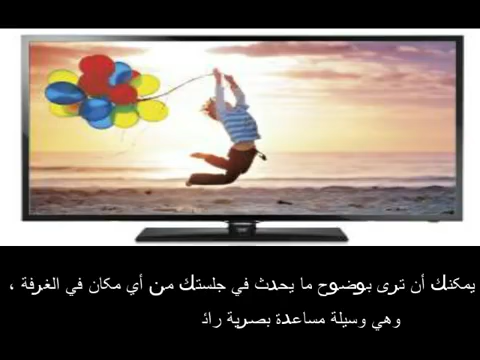 يمكنك أن ترى بوضوح ما يحدث في جلستك من أي مكان في الغرفة ،
وهي وسيلة مساعدة بصرية رائ